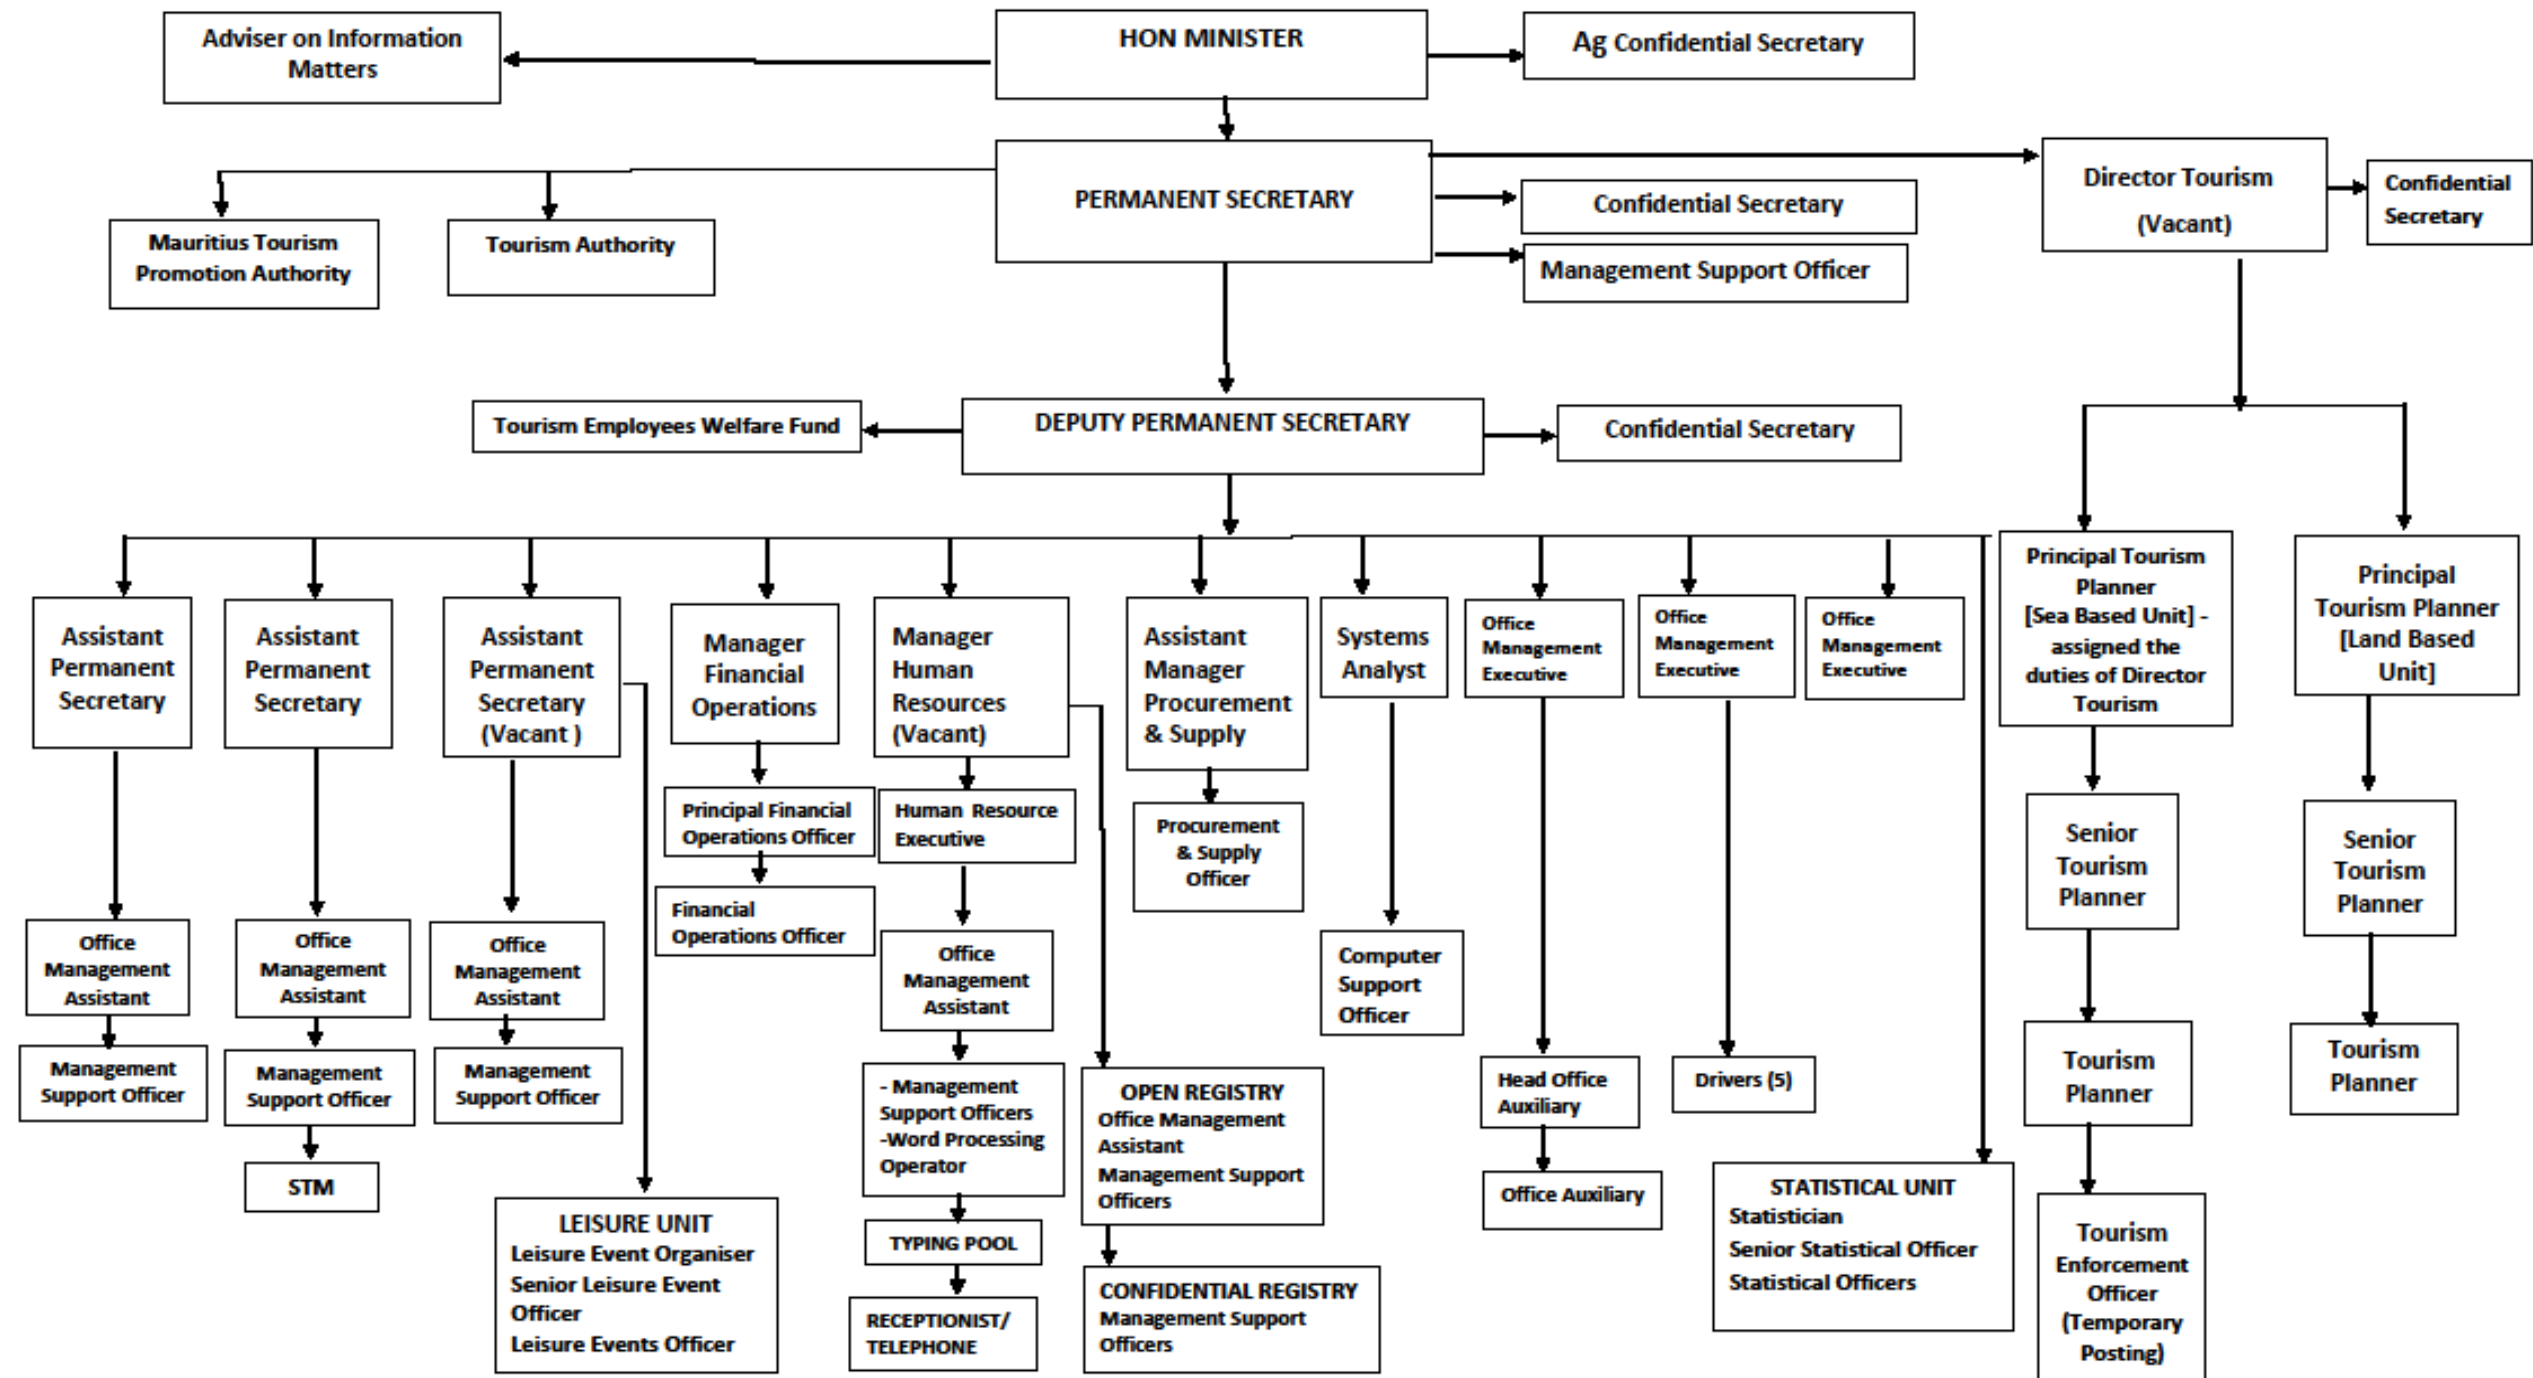 Adviser on Information
Matters
HON MINISTER
Ag Confidential Secretary
PERMANENT SECRETARY
Director Tourism
(Vacant)
Confidential
Secretary
Confidential Secretary
Management Support Officer
Mauritius Tourism
Promotion Authority
Tourism Authority
Tourism Employees Welfare Fund
DEPUTY PERMANENT SECRETARY
Confidential Secretary
Assistant
Permanent
Secretary
Assistant
Permanent
Secretary
Assistant
Permanent
Secretary
(Vacant )
Manager
Financial
Operations
Manager
Human
Resources
(Vacant)
Assistant
Manager
Procurement
& Supply
Systems
Analyst
Office
Management
Executive
Office
Management
Executive
Office
Management
Executive
Principal Tourism
Planner
[Sea Based Unit] -
assigned the
duties of Director
Tourism
Principal
Tourism Planner
[Land Based
Unit]
Principal Financial
Operations Officer
Human Resource
Executive
Procurement
& Supply
Officer
Senior
Tourism
Planner
Senior
Tourism
Planner
Financial
Operations Officer
Office
Management
Assistant
Office
Management
Assistant
Office
Management
Assistant
Office
Management
Assistant
Computer
Support
Officer
Management
Support Officer
Management
Support Officer
Management
Support Officer
- Management
Support Officers
-Word Processing
Operator
OPEN REGISTRY
Office Management
Assistant
Management Support
Officers
Head Office
Auxiliary
Drivers (5)
Tourism
Planner
Tourism
Planner
STM
LEISURE UNIT
Leisure Event Organiser
Senior Leisure Event
Officer
Leisure Events Officer
TYPING POOL
RECEPTIONIST/
TELEPHONE
CONFIDENTIAL REGISTRY
Management Support
Officers
Office Auxiliary
STATISTICAL UNIT
Statistician
Senior Statistical Officer
Statistical Officers
Tourism
Enforcement
Officer
(Temporary
Posting)